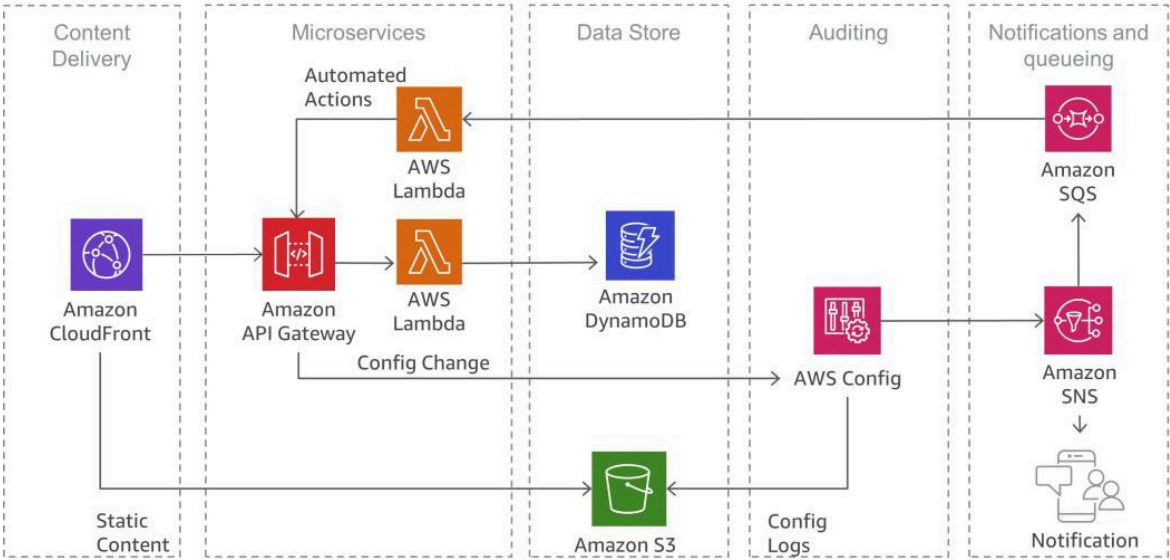 Content
Delivery
Microservices
Data Store
Auditing
Notifications and
queueing
Automated
Actions
AWS
Lambda
Amazon
SQS
Amazon
CloudFront
Amazon
API Gateway
AWS
Lambda
Amazon
DynamoDB
Config Change
AWS Config
Amazon
SNS
Static
Content
Amazon S3
Config
Logs
Notification